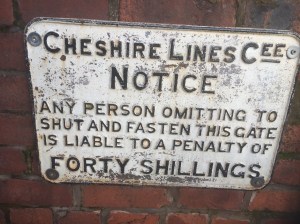 CHESHIRE LINES CEE
NOTICE
ANY PERSON OMITTING TO
SHUT AND FASTEN THIS GATE
IS LIABLE TO A PENALTY OF
FORTY SHILLINGS